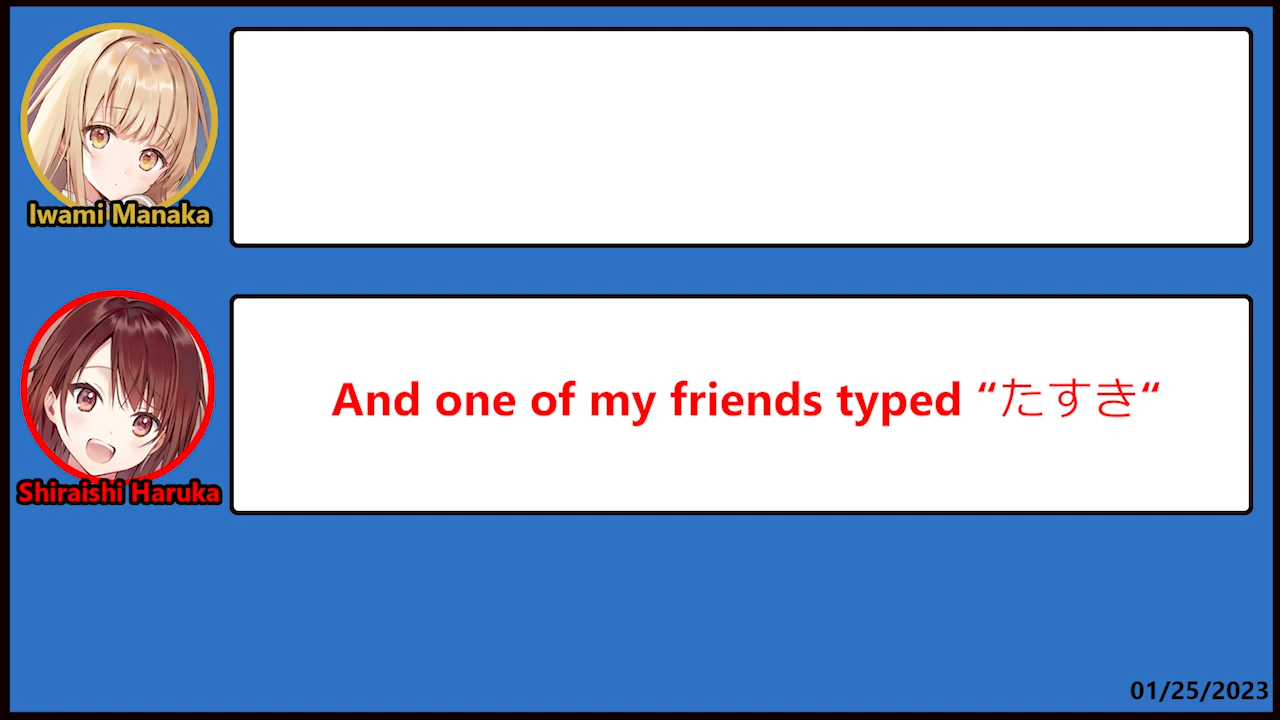 Iwami Manaka
And one of my friends typed “たすき“
Shiraishi Haruka
01/25/2023